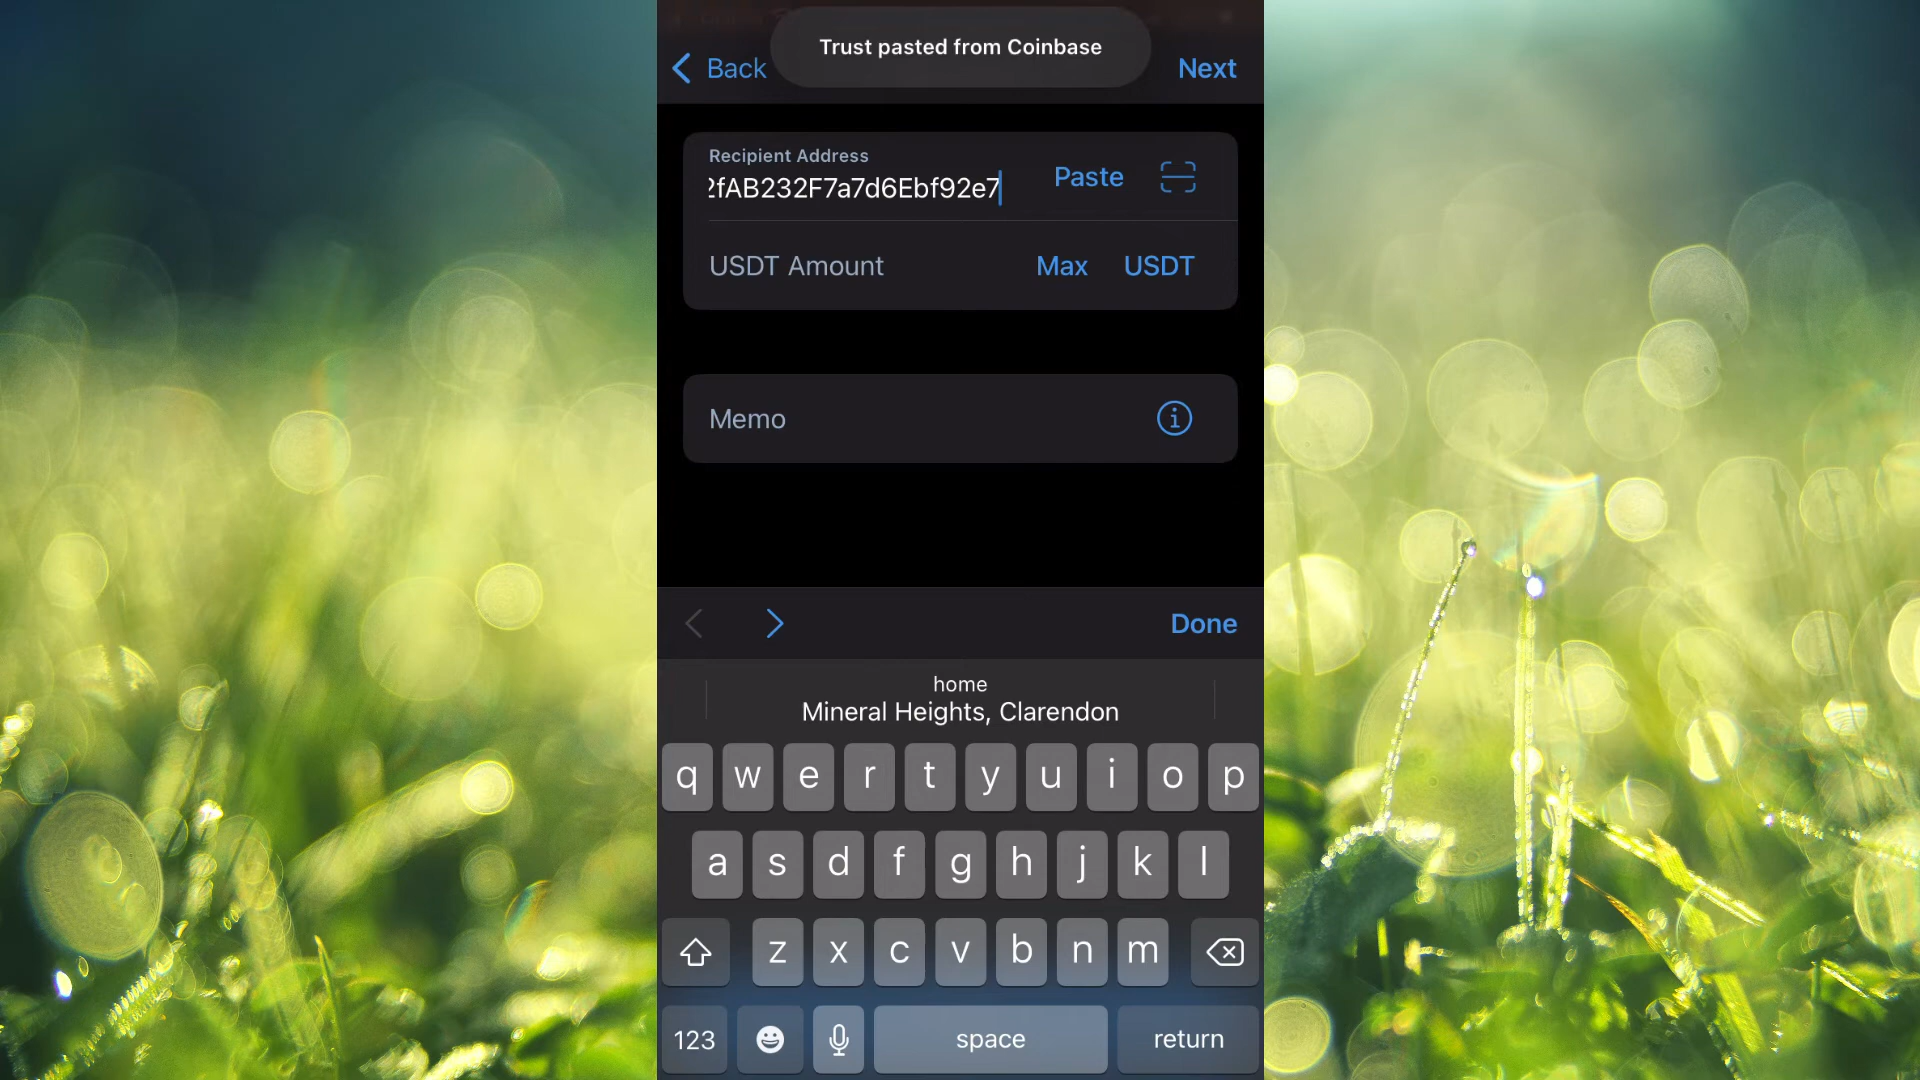 Trust pasted from Coinbase
Back
Next
Recipient Address
2fAB232F7a7d6Ebf92e7
Paste
USDT Amount
Max
USDT
Memo
Done
home
Mineral Heights, Clarendon
q w e r t y u i o p
a s d f g h j k l
z x c v b n m
123
space
return